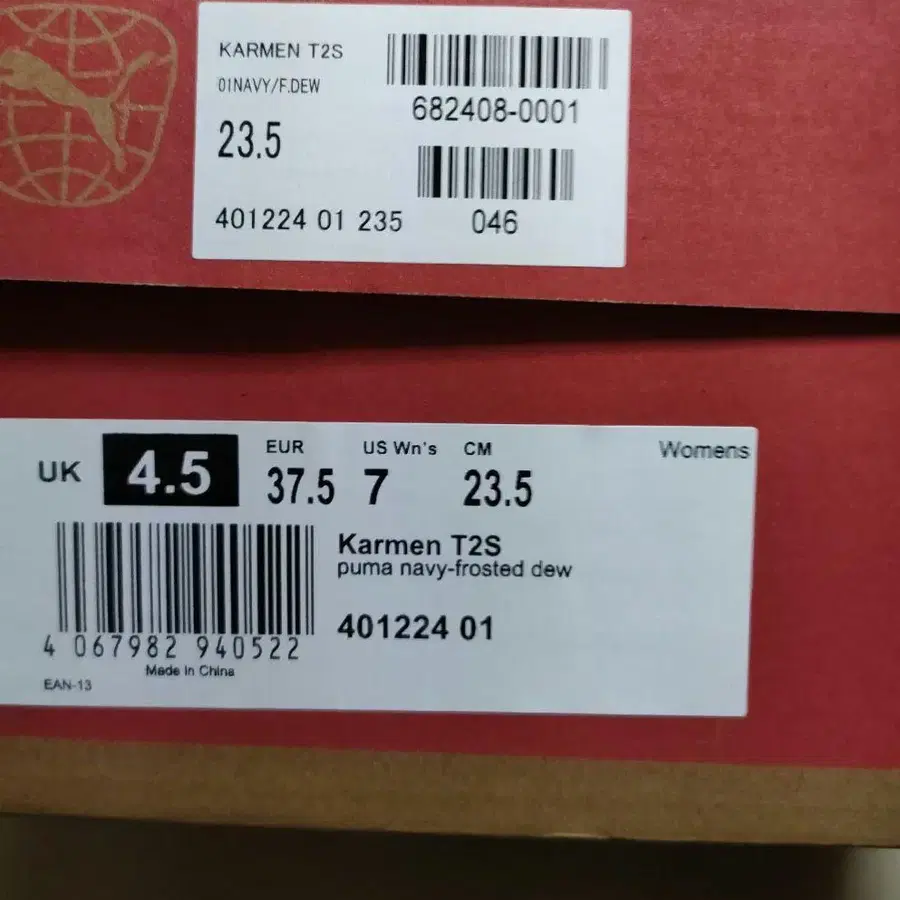 KARMEN T2S
01NAVY/F.DEW
682408-0001
23.5
401224 01 235
046
UK 4.5
EUR 37.5
US Wn's 7
CM 23.5
Womens
Karmen T2S
puma navy-frosted dew
401224 01
4 067982 940522
Made In China
EAN-13